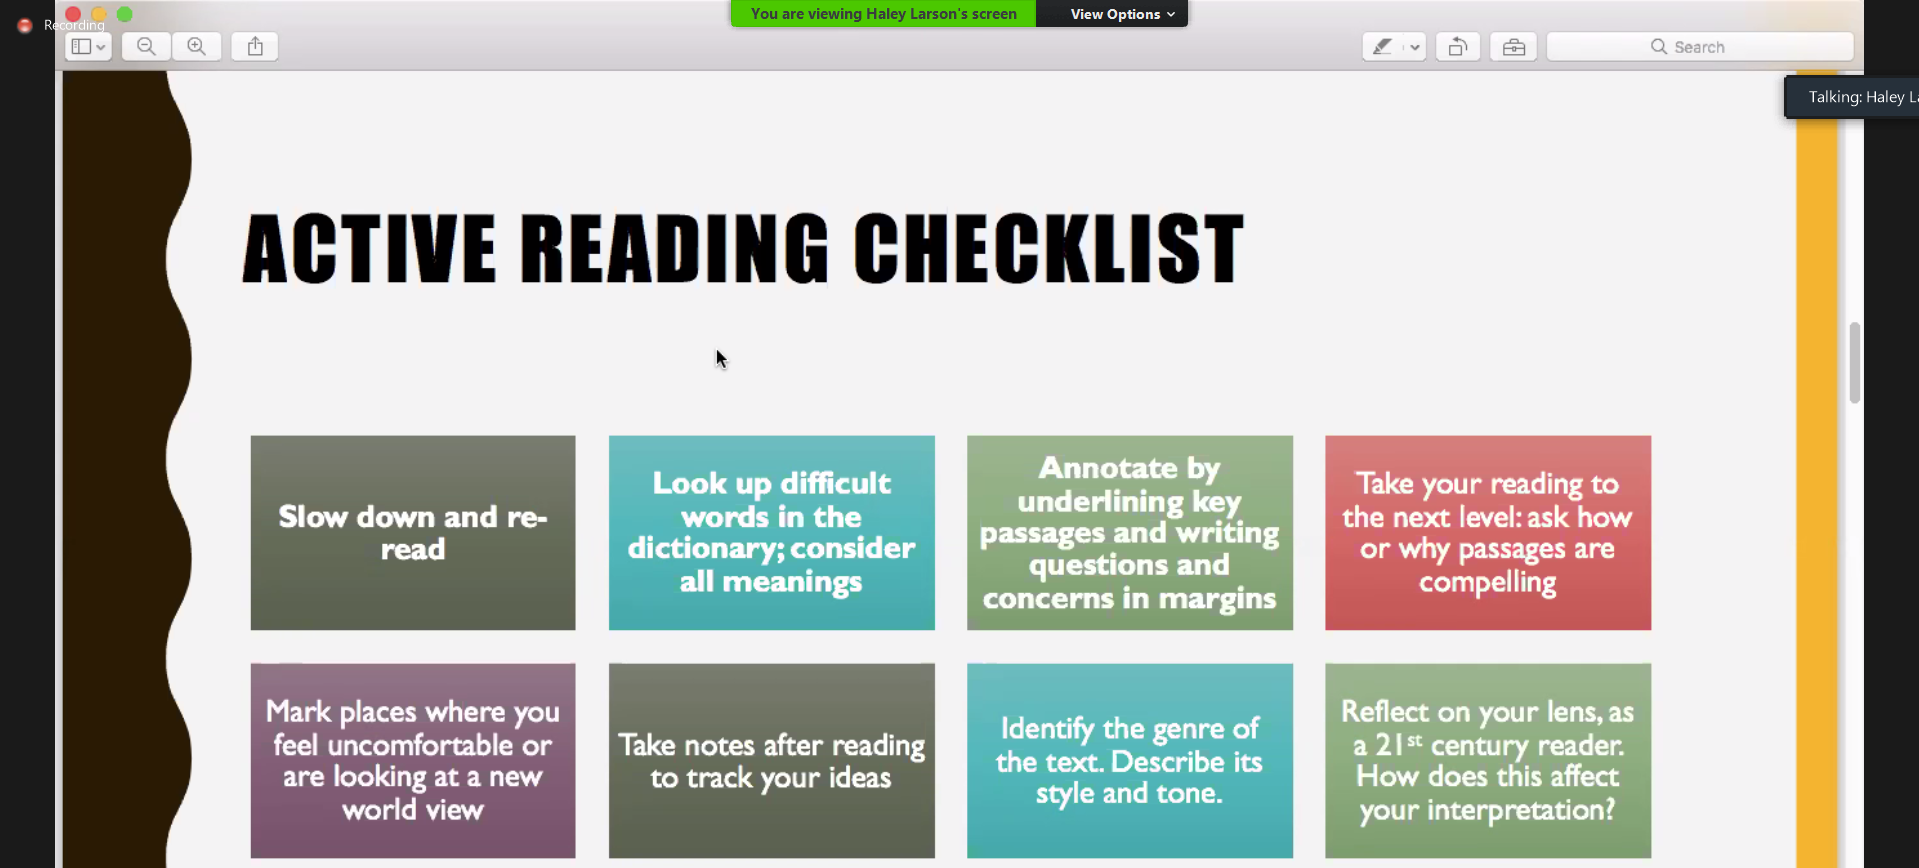 Recording
You are viewing Haley Larson's screen
View Options
Search
Talking: Haley
ACTIVE READING CHECKLIST
Slow down and re-
read
Look up difficult
words in the
dictionary; consider
all meanings
Annotate by
underlining key
passages and writing
questions and
concerns in margins
Take your reading to
the next level: ask how
or why passages are
compelling
Mark places where you
feel uncomfortable or
are looking at a new
world view
Take notes after reading
to track your ideas
Identify the genre of
the text. Describe its
style and tone.
Reflect on your lens, as
a 21st century reader.
How does this affect
your interpretation?